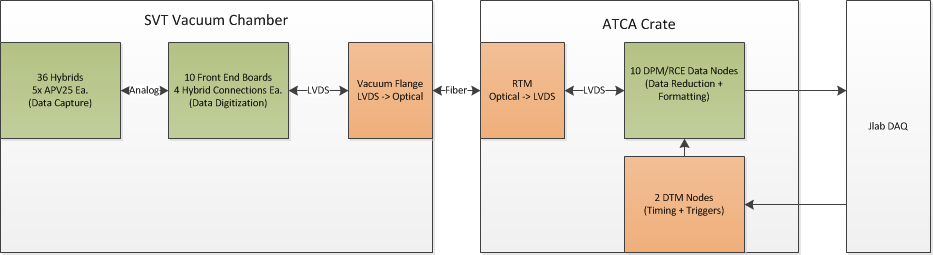 SVT Vacuum Chamber
36 Hybrids
5x APV25 Ea.
(Data Capture)
Analog
10 Front End Boards
4 Hybrid Connections Ea.
(Data Digitization)
LVDS
Vacuum Flange
LVDS -> Optical
Fiber
ATCA Crate
RTM
Optical -> LVDS
LVDS
10 DPM/RCE Data Nodes
(Data Reduction +
Formatting)
2 DTM Nodes
(Timing + Triggers)
Jlab DAQ